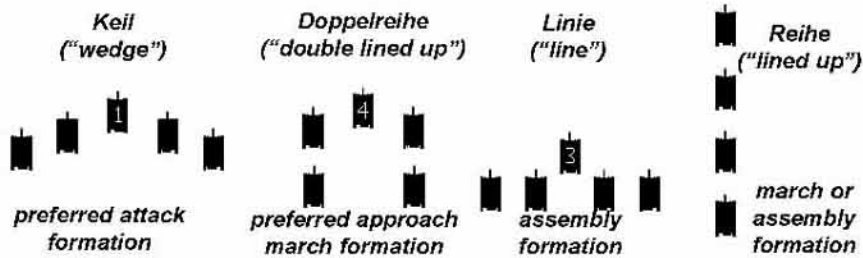 Keil
("wedge")
1
preferred attack
formation
Doppelreihe
("double lined up")
4
preferred approach
march formation
Linie
("line")
3
assembly
formation
Reihe
("lined up")
march or
assembly
formation